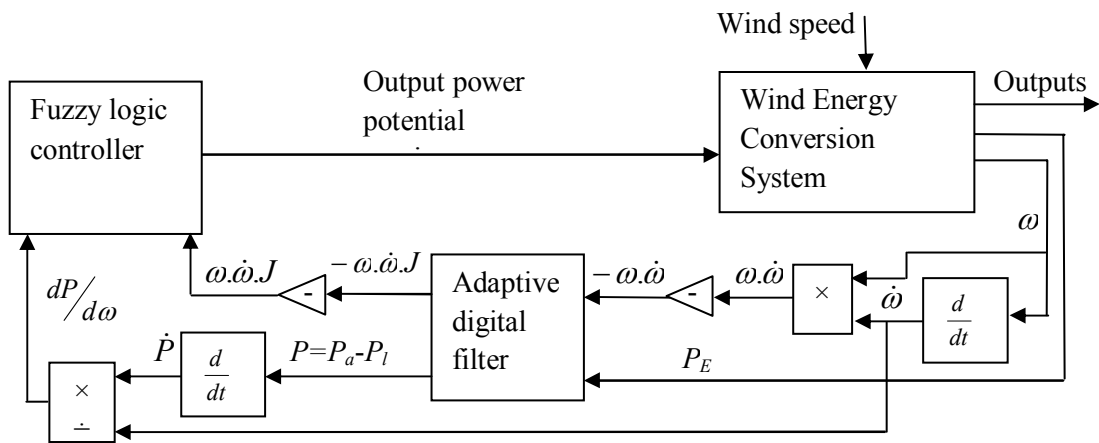 Wind speed
Fuzzy logic
controller
Output power
potential
Wind Energy
Conversion
System
Outputs
ω
dP/dω
ω.ω̇.J
-
− ω.ω̇.J
Adaptive
digital
filter
− ω.ω̇
-
ω.ω̇
×
ω̇
d
dt
Ṗ
d
dt
P=Pₐ-Pₗ
P_E
×
÷